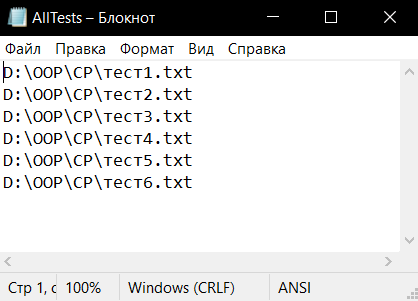 AllTests – Блокнот
Файл Правка Формат Вид Справка
D:\OOP\CP\тест1.txt
D:\OOP\CP\тест2.txt
D:\OOP\CP\тест3.txt
D:\OOP\CP\тест4.txt
D:\OOP\CP\тест5.txt
D:\OOP\CP\тест6.txt
Стр 1, с 100% Windows (CRLF) ANSI